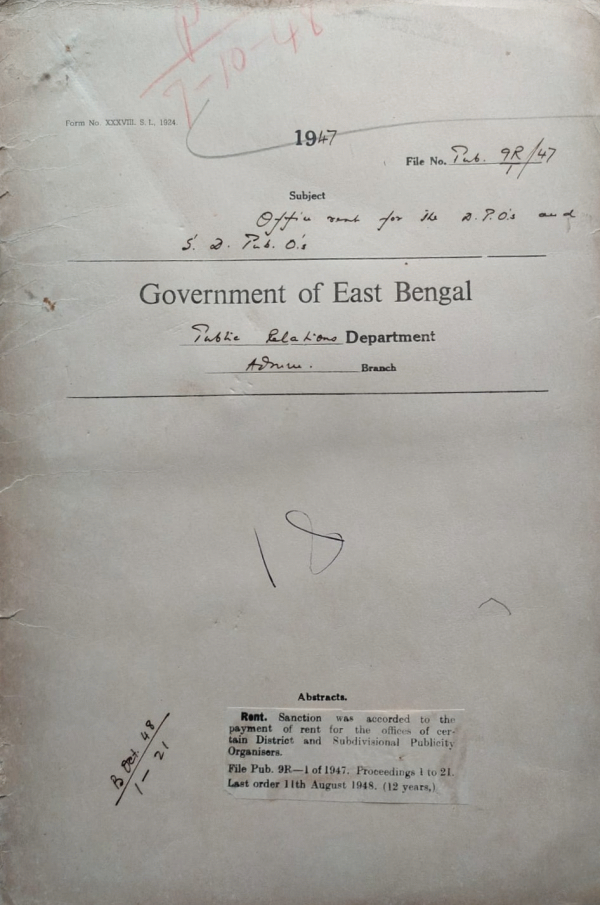 7-10-48
Form No. XXXVIII. S. I., 1934.
1947
File No. Pub. 9R/47
1
Subject
Office rent for the D.P.O's and
S. D. Pub. O's
Government of East Bengal
Public Relations Department
Admn. Branch
18
Abstracts.
Rent. Sanction was accorded to the
payment of rent for the offices of cer-
tain District and Subdivisional Publicity
Organisers.
File Pub. 9R—1 of 1947. Proceedings 1 to 21.
Last order 11th August 1948. (12 years,)
B Oct. 48
1 — 21